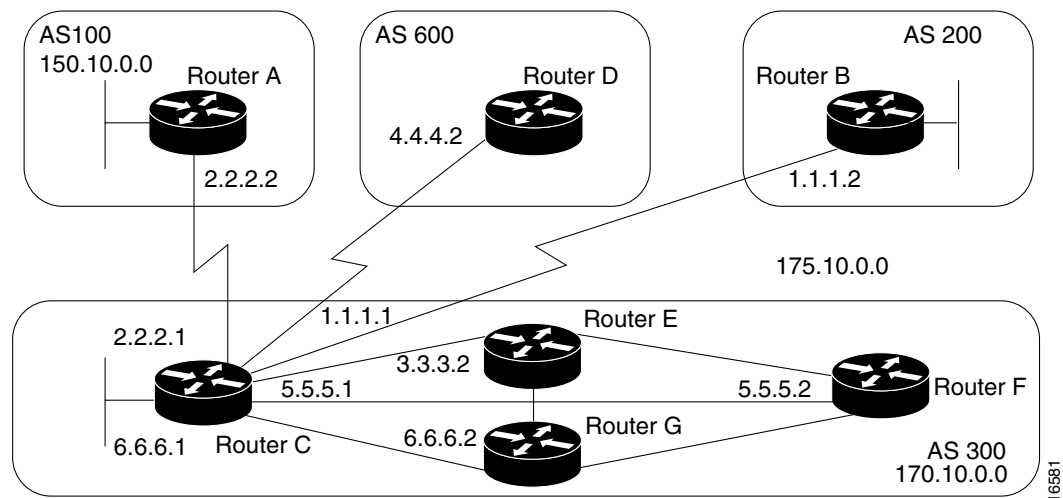 AS100
150.10.0.0
Router A
2.2.2.2
AS 600
Router D
4.4.4.2
AS 200
Router B
1.1.1.2
175.10.0.0
2.2.2.1
1.1.1.1
Router E
3.3.3.2
5.5.5.1
5.5.5.2
Router F
6.6.6.1
Router C
6.6.6.2
Router G
AS 300
170.10.0.0
16581